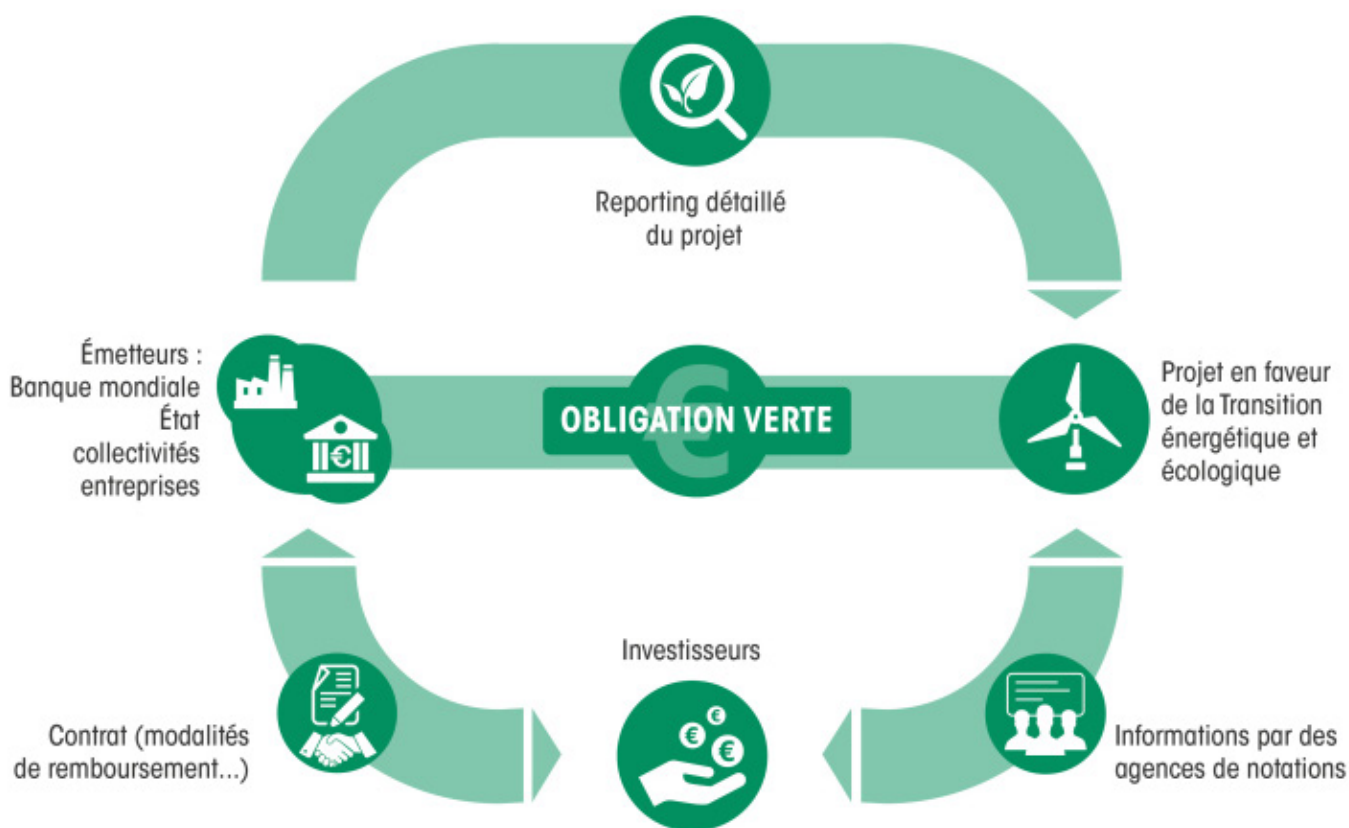 Reporting détaillé
du projet
Émetteurs :
Banque mondiale
État
collectivités
entreprises
€
€
OBLIGATION VERTE
Projet en faveur
de la Transition
énergétique et
écologique
Investisseurs
€
€
€
Contrat (modalités
de remboursement...)
Informations par des
agences de notations